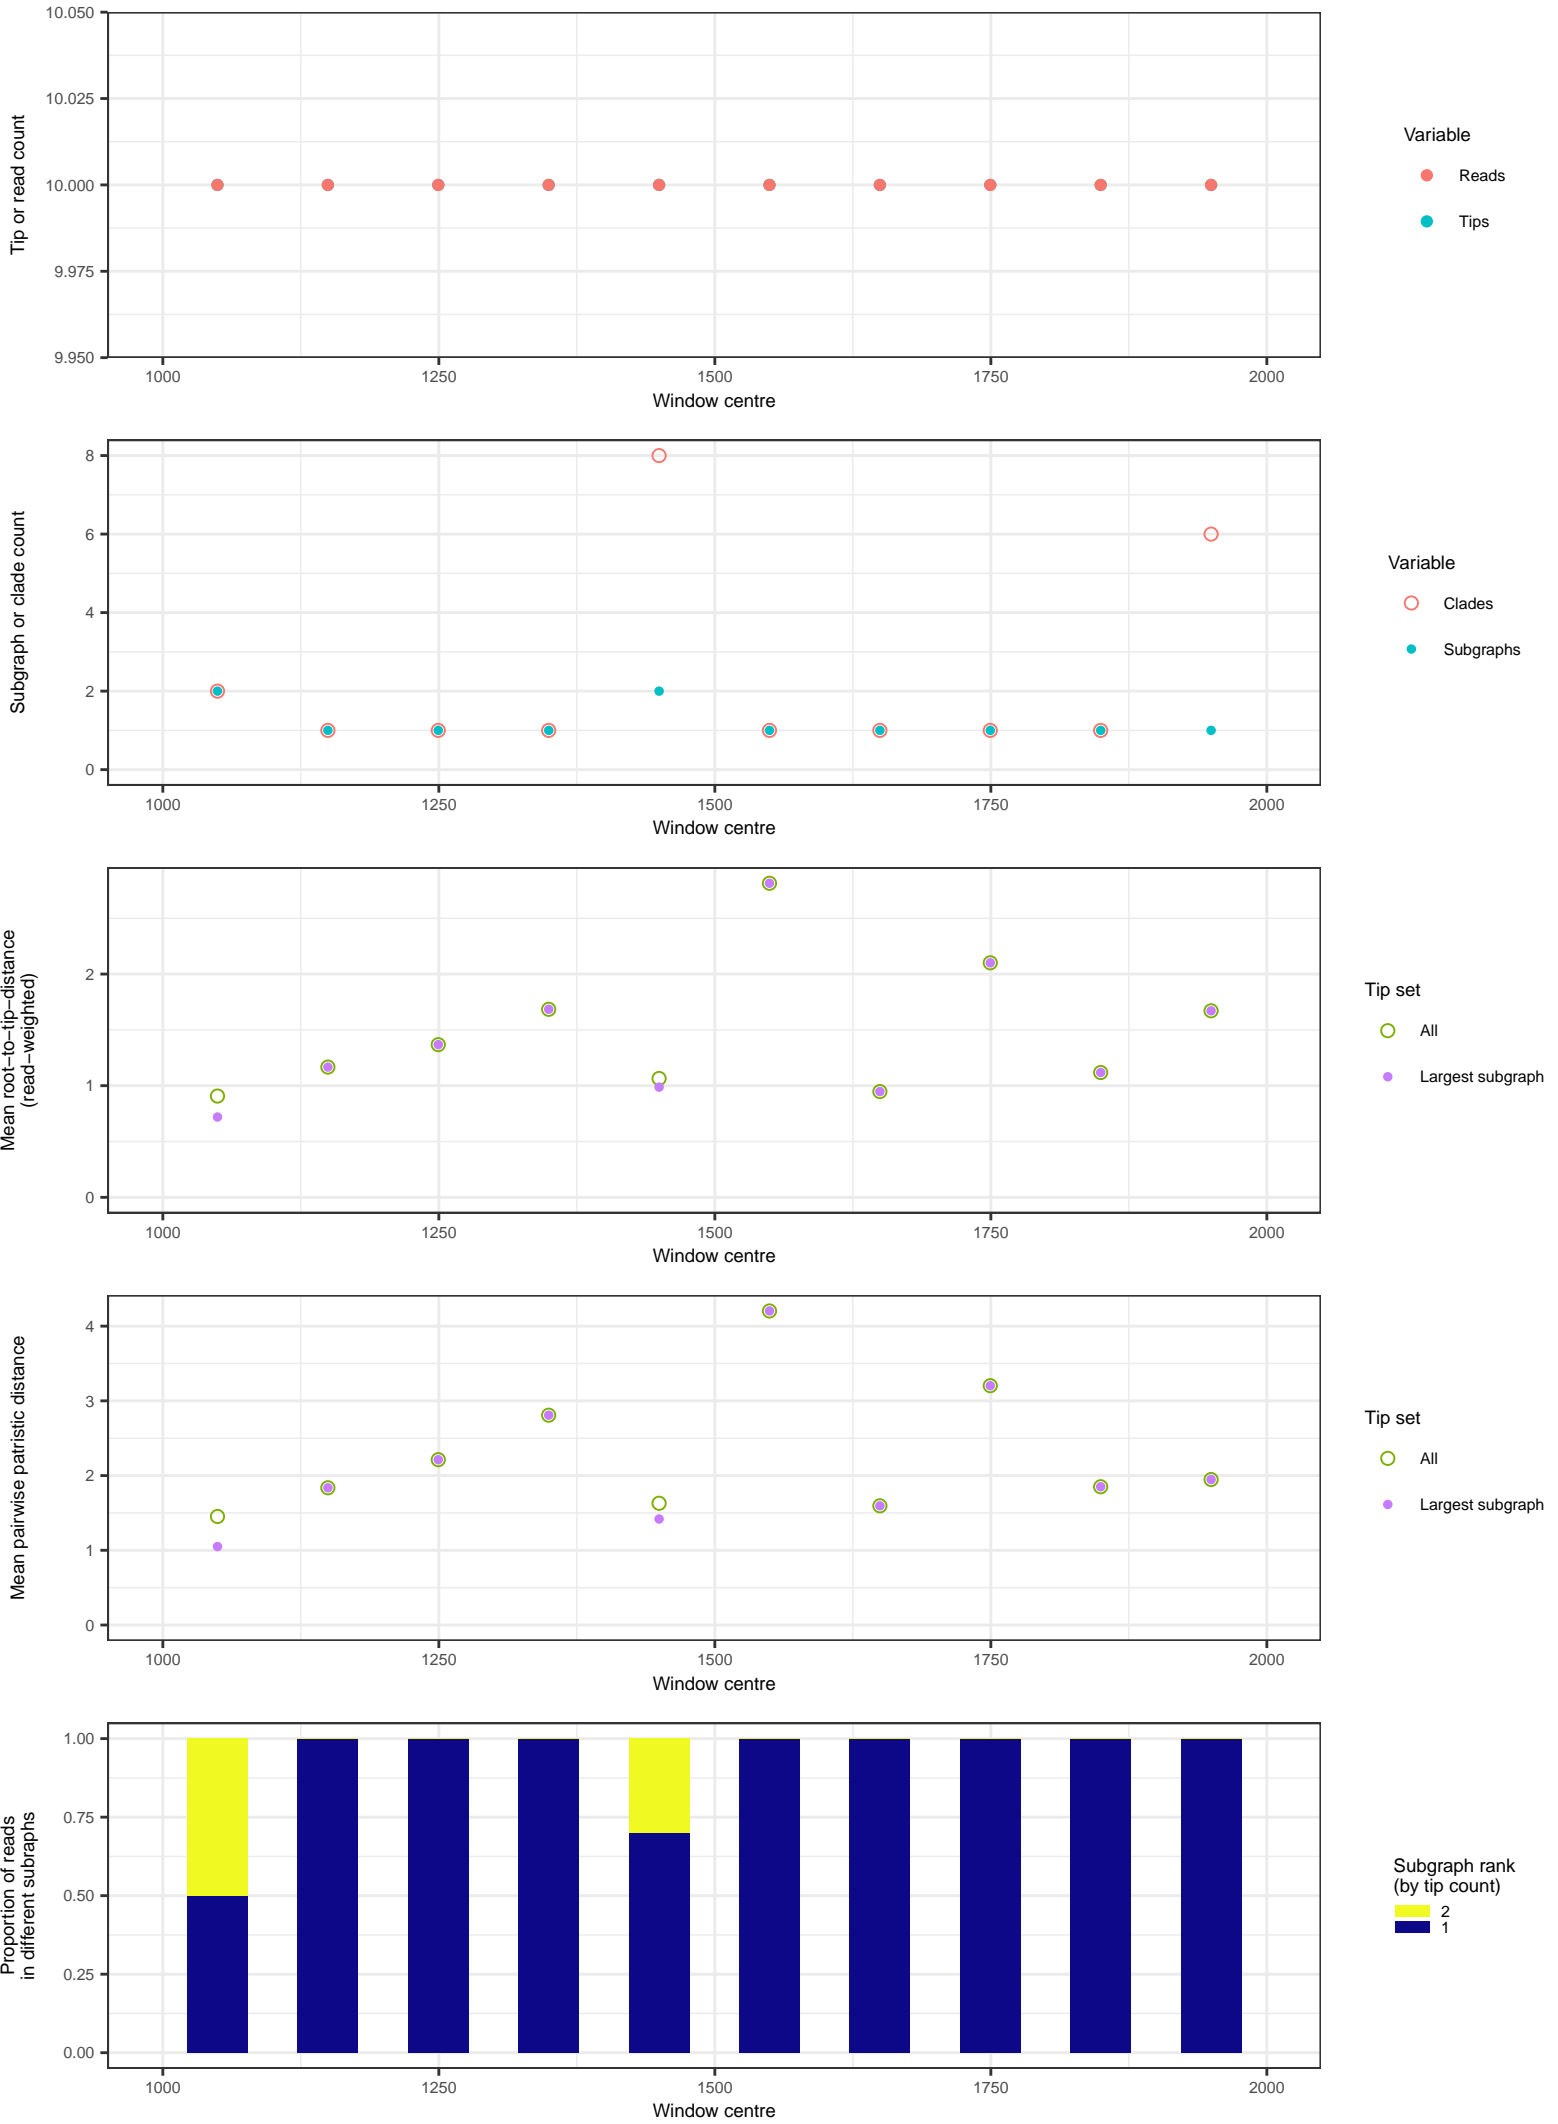 10.050
10.025
10.000
9.975
9.950
Tip or read count
1000 1250 1500 1750 2000
Window centre
Variable
Reads
Tips
8
6
4
2
0
Subgraph or clade count
1000 1250 1500 1750 2000
Window centre
Variable
Clades
Subgraphs
2
1
0
Mean root−to−tip−distance
(read−weighted)
1000 1250 1500 1750 2000
Window centre
Tip set
All
Largest subgraph
4
3
2
1
0
Mean pairwise patristic distance
1000 1250 1500 1750 2000
Window centre
Tip set
All
Largest subgraph
1.00
0.75
0.50
0.25
0.00
Proportion of reads
in different subraphs
1000 1250 1500 1750 2000
Window centre
Subgraph rank
(by tip count)
2
1